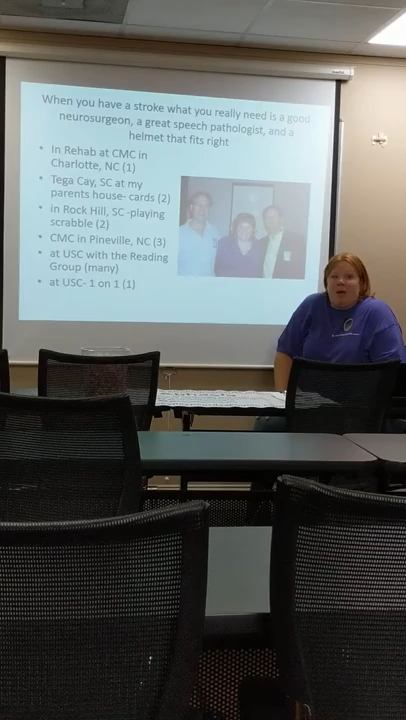 When you have a stroke what you really need is a good
neurosurgeon, a great speech pathologist, and a
helmet that fits right
• In Rehab at CMC in
Charlotte, NC (1)
• Tega Cay, SC at my
parents house- cards (2)
• in Rock Hill, SC -playing
scrabble (2)
• CMC in Pineville, NC (3)
• at USC with the Reading
Group (many)
• at USC- 1 on 1 (1)